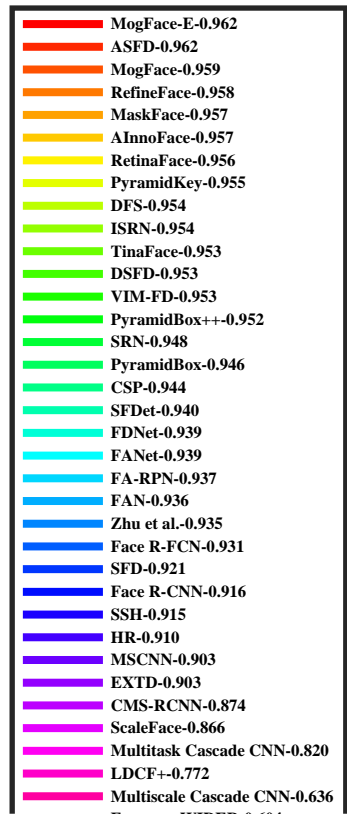 MogFace-E-0.962
ASFD-0.962
MogFace-0.959
RefineFace-0.958
MaskFace-0.957
AInnoFace-0.957
RetinaFace-0.956
PyramidKey-0.955
DFS-0.954
ISRN-0.954
TinaFace-0.953
DSFD-0.953
VIM-FD-0.953
PyramidBox++-0.952
SRN-0.948
PyramidBox-0.946
CSP-0.944
SFDet-0.940
FDNet-0.939
FANet-0.939
FA-RPN-0.937
FAN-0.936
Zhu et al.-0.935
Face R-FCN-0.931
SFD-0.921
Face R-CNN-0.916
SSH-0.915
HR-0.910
MSCNN-0.903
EXTD-0.903
CMS-RCNN-0.874
ScaleFace-0.866
Multitask Cascade CNN-0.820
LDCF+-0.772
Multiscale Cascade CNN-0.636